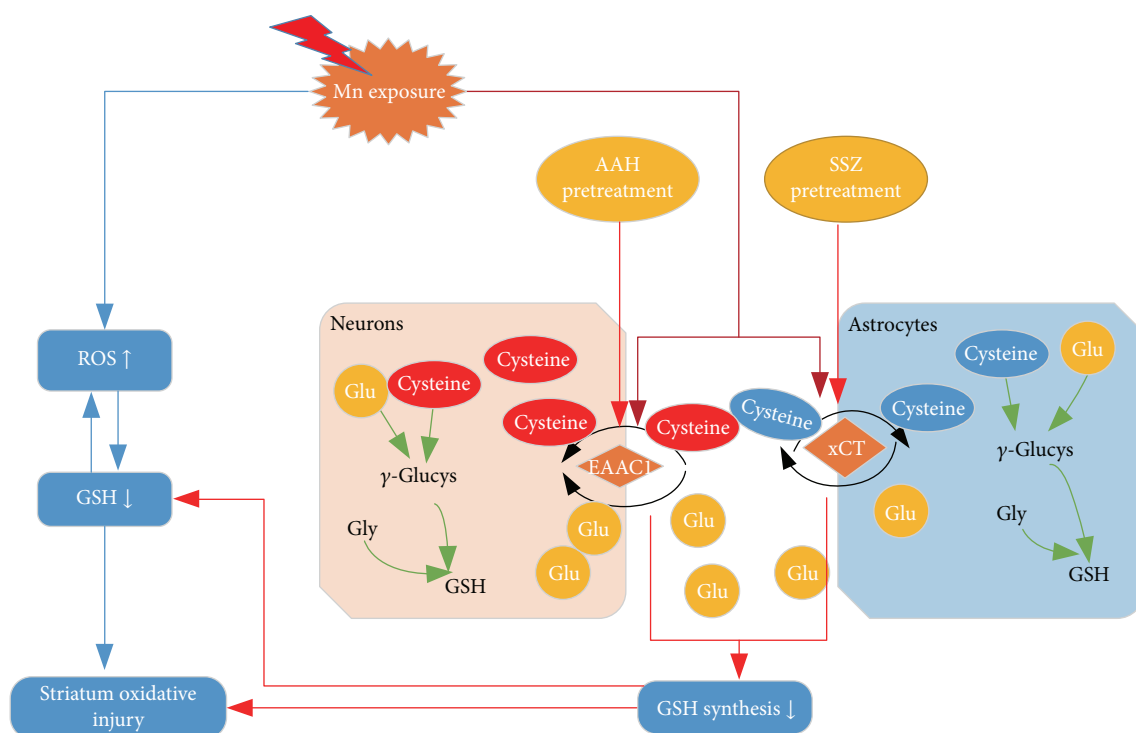 Mn exposure
AAH
pretreatment
SSZ
pretreatment
Neurons
Astrocytes
ROS ↑
Cysteine
Cysteine
Glu
Cysteine
Glu
Cysteine
Cysteine
Cysteine
Cysteine
EAAC1
xCT
γ-Glucys
γ-Glucys
GSH ↓
Gly
Glu
Glu
Glu
Gly
Glu
Glu
Glu
GSH
GSH
Striatum oxidative
injury
GSH synthesis ↓